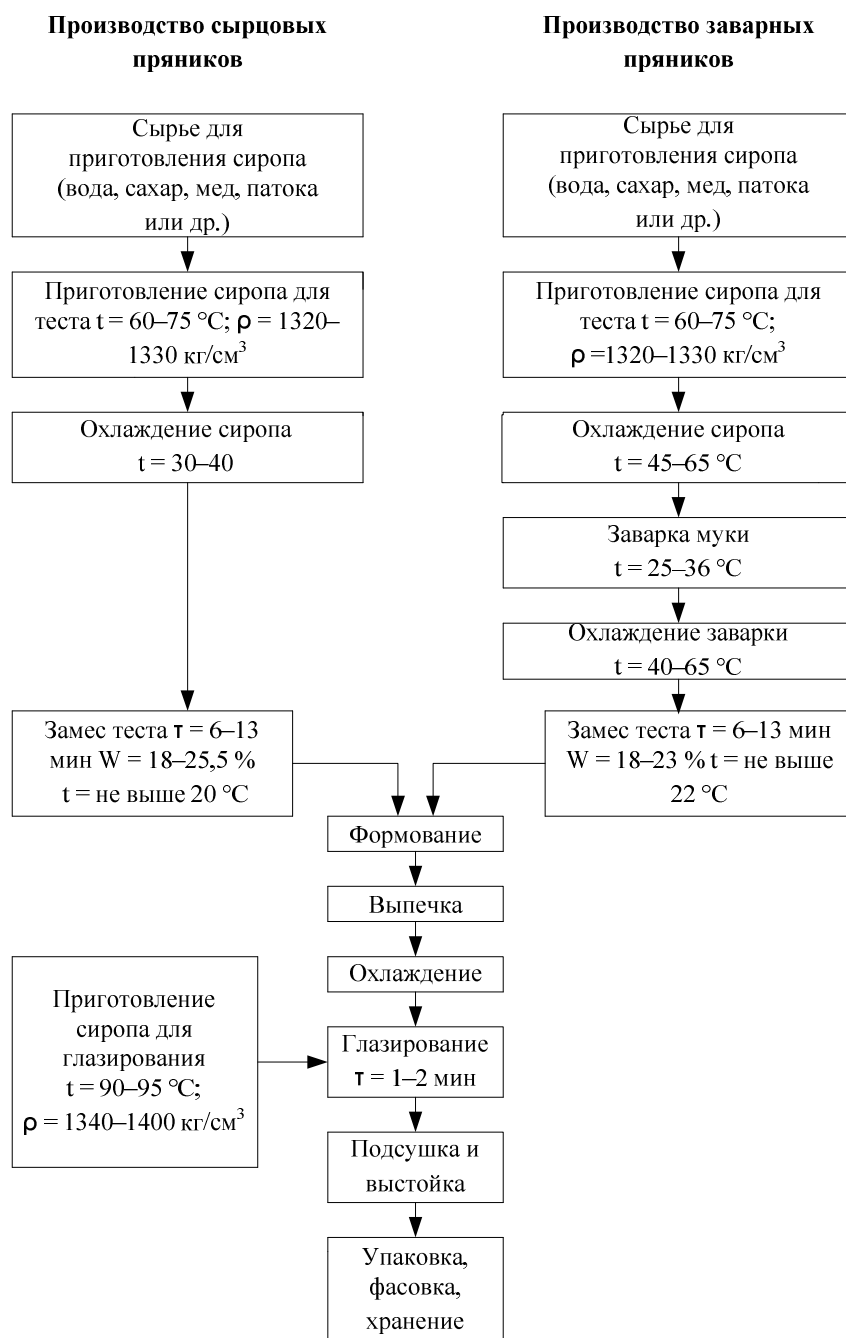 Производство сырцовых
пряников
Производство заварных
пряников
Сырье для
приготовления сиропа
(вода, сахар, мед, патока
или др.)
Сырье для
приготовления сиропа
(вода, сахар, мед, патока
или др.)
Приготовление сиропа для
теста t = 60–75 °C; ρ = 1320–
1330 кг/см³
Приготовление сиропа для
теста t = 60–75 °C;
ρ =1320–1330 кг/см³
Охлаждение сиропа
t = 30–40
Охлаждение сиропа
t = 45–65 °C
Заварка муки
t = 25–36 °C
Охлаждение заварки
t = 40–65 °C
Замес теста τ = 6–13
мин W = 18–25,5 %
t = не выше 20 °C
Замес теста τ = 6–13 мин
W = 18–23 % t = не выше
22 °C
Формование
Выпечка
Охлаждение
Приготовление
сиропа для
глазирования
t = 90–95 °C;
ρ = 1340–1400 кг/см³
Глазирование
τ = 1–2 мин
Подсушка и
выстойка
Упаковка,
фасовка,
хранение